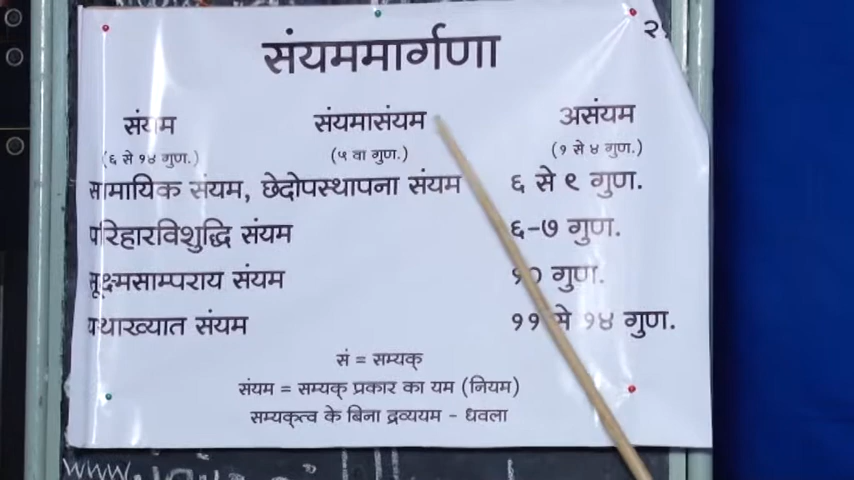 संयममार्गणा
२
संयम संयमासंयम असंयम
(६ से १४ गुण.) (५ वा गुण.) (१ से ४ गुण.)
सामायिक संयम, छेदोपस्थापना संयम ६ से ९ गुण.
परिहारविशुद्धि संयम ६-७ गुण.
सूक्ष्मसाम्पराय संयम १० गुण.
यथाख्यात संयम ११ से १४ गुण.
सं = सम्यक्
संयम = सम्यक् प्रकार का यम (नियम)
सम्यक्त्व के बिना द्रव्ययम - धवला
www.